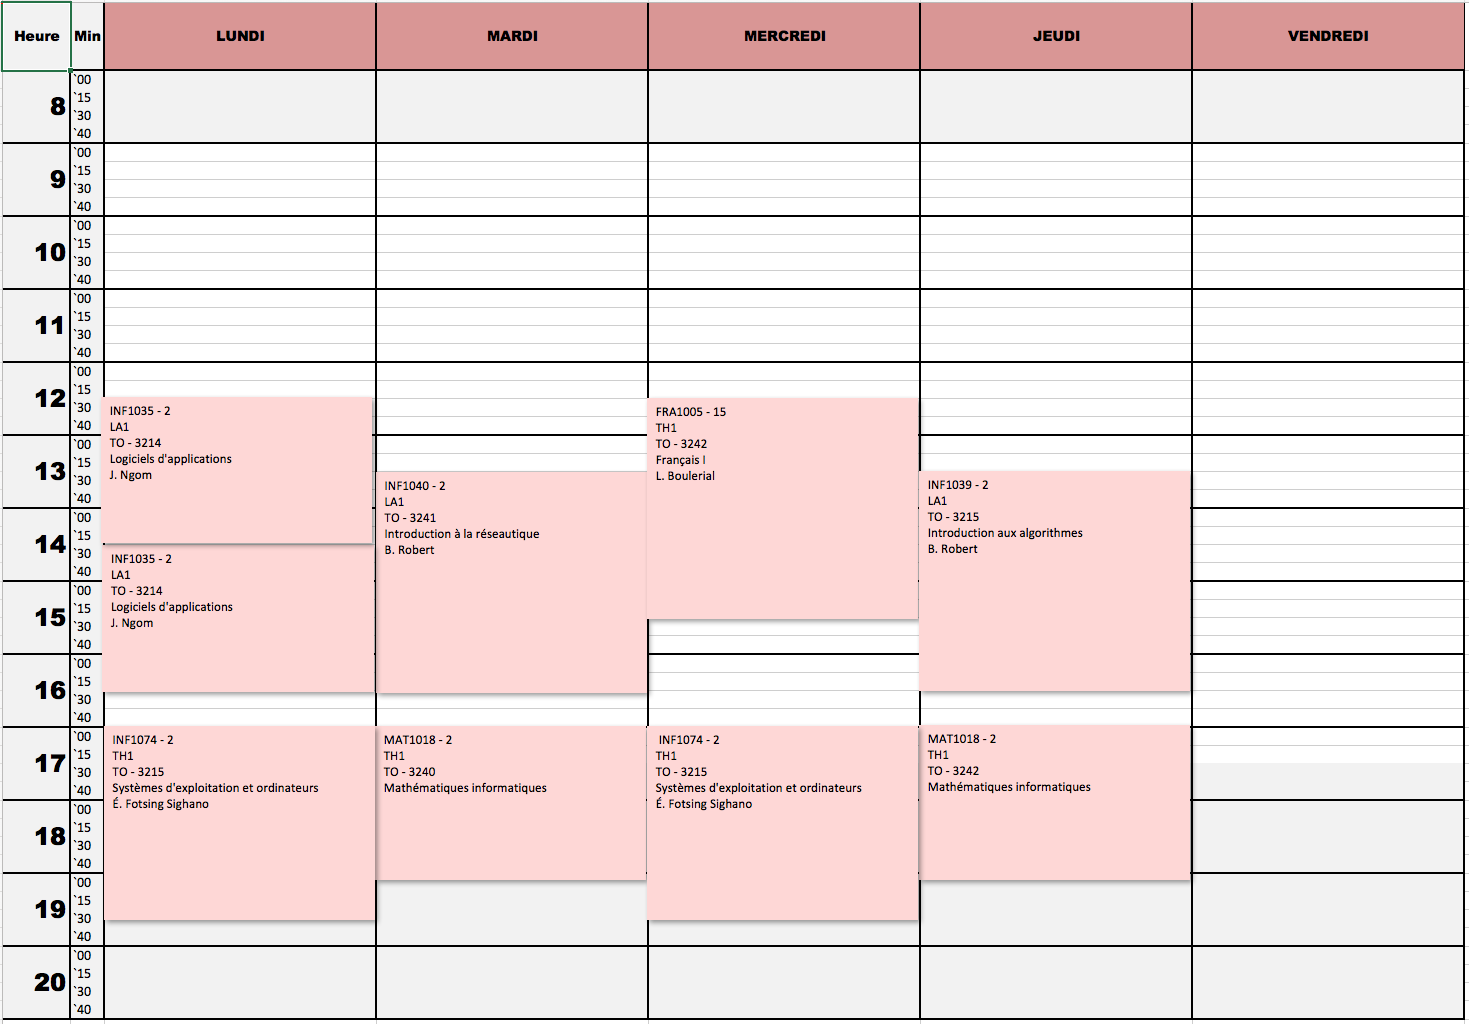 Heure Min LUNDI MARDI MERCREDI JEUDI VENDREDI
8
`00
`15
`30
`40
9
`00
`15
`30
`40
10
`00
`15
`30
`40
11
`00
`15
`30
`40
12
`00
`15
`30
`40
13
`00
`15
`30
`40
14
`00
`15
`30
`40
15
`00
`15
`30
`40
16
`00
`15
`30
`40
17
`00
`15
`30
`40
18
`00
`15
`30
`40
19
`00
`15
`30
`40
20
`00
`15
`30
`40
INF1035 - 2
LA1
TO - 3214
Logiciels d'applications
J. Ngom
INF1035 - 2
LA1
TO - 3214
Logiciels d'applications
J. Ngom
INF1074 - 2
TH1
TO - 3215
Systèmes d'exploitation et ordinateurs
É. Fotsing Sighano
INF1040 - 2
LA1
TO - 3241
Introduction à la réseautique
B. Robert
MAT1018 - 2
TH1
TO - 3240
Mathématiques informatiques
FRA1005 - 15
TH1
TO - 3242
Français I
L. Boulerial
INF1074 - 2
TH1
TO - 3215
Systèmes d'exploitation et ordinateurs
É. Fotsing Sighano
INF1039 - 2
LA1
TO - 3215
Introduction aux algorithmes
B. Robert
MAT1018 - 2
TH1
TO - 3242
Mathématiques informatiques